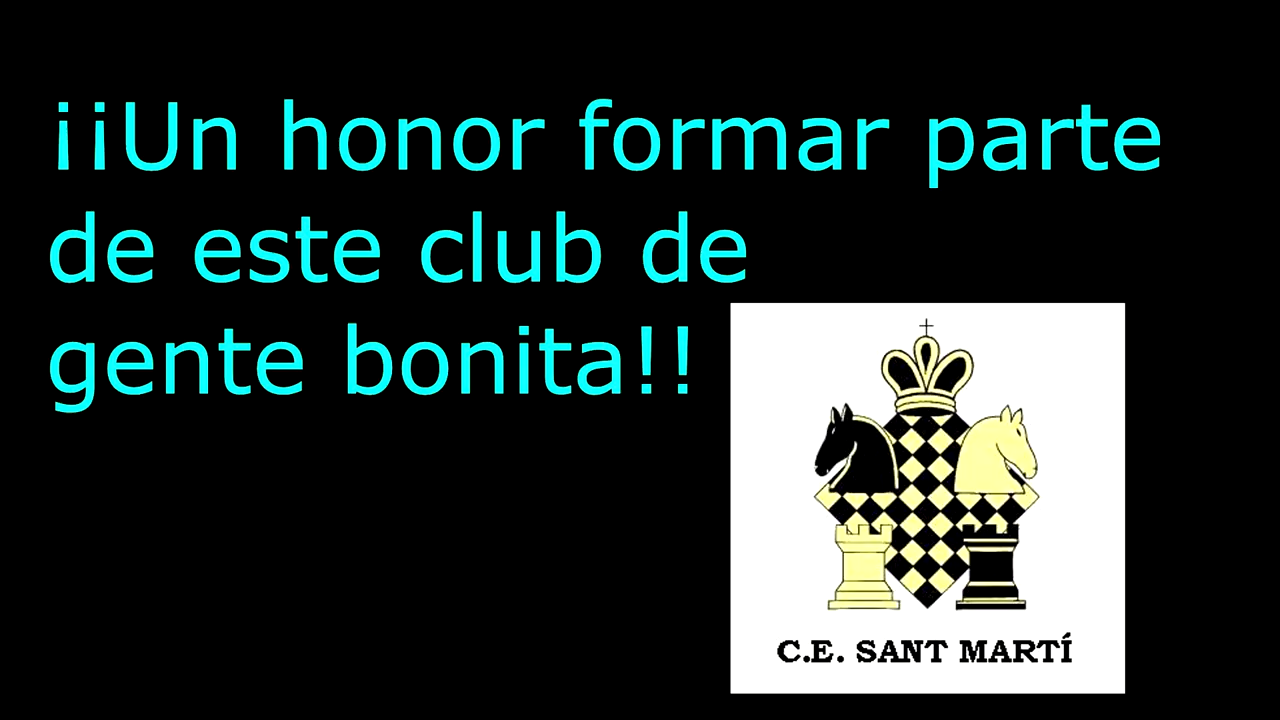 ¡¡Un honor formar parte
de este club de
gente bonita!!
C.E. SANT MARTÍ